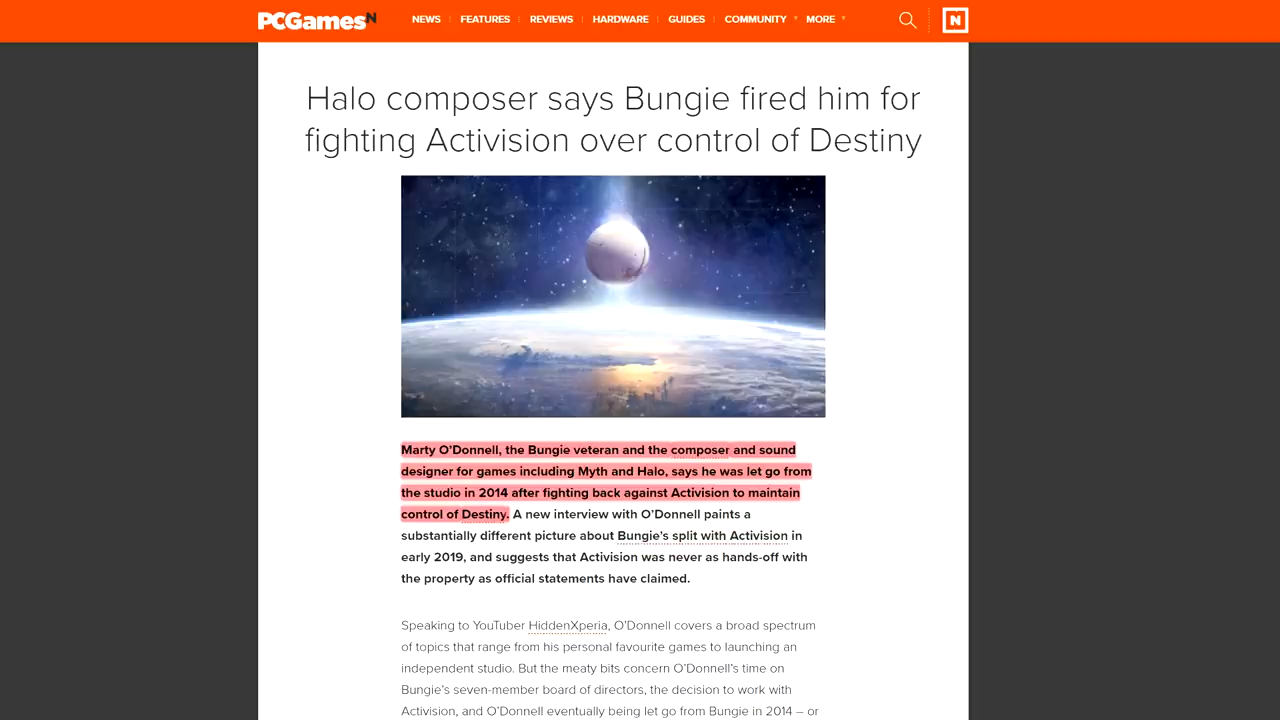 PCGamesN
NEWS FEATURES REVIEWS HARDWARE GUIDES COMMUNITY MORE
N
Halo composer says Bungie fired him for
fighting Activision over control of Destiny
Marty O’Donnell, the Bungie veteran and the composer and sound
designer for games including Myth and Halo, says he was let go from
the studio in 2014 after fighting back against Activision to maintain
control of Destiny. A new interview with O’Donnell paints a
substantially different picture about Bungie’s split with Activision in
early 2019, and suggests that Activision was never as hands-off with
the property as official statements have claimed.
Speaking to YouTuber HiddenXperia, O’Donnell covers a broad spectrum
of topics that range from his personal favourite games to launching an
independent studio. But the meaty bits concern O’Donnell’s time on
Bungie’s seven-member board of directors, the decision to work with
Activision, and O’Donnell eventually being let go from Bungie in 2014 – or